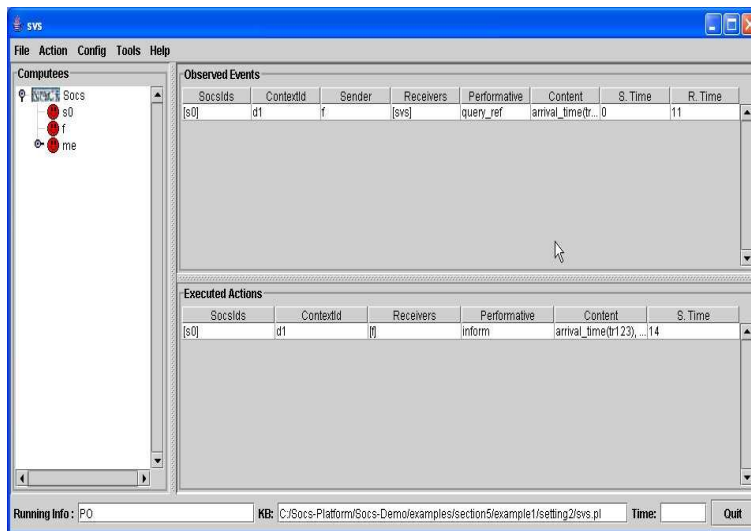 svs
File Action Config Tools Help
Computees
Socs
s0
f
me
Observed Events
SocsIds ContextId Sender Receivers Performative Content S. Time R. Time
[s0] d1 f [svs] query_ref arrival_time(tr... 0 11
Executed Actions
SocsIds ContextId Receivers Performative Content S. Time
[s0] d1 [f] inform arrival_time(tr123), ... 14
Running Info : PO KB: C:/Socs-Platform/Socs-Demo/examples/section5/example1/setting2/svs.pl Time: Quit